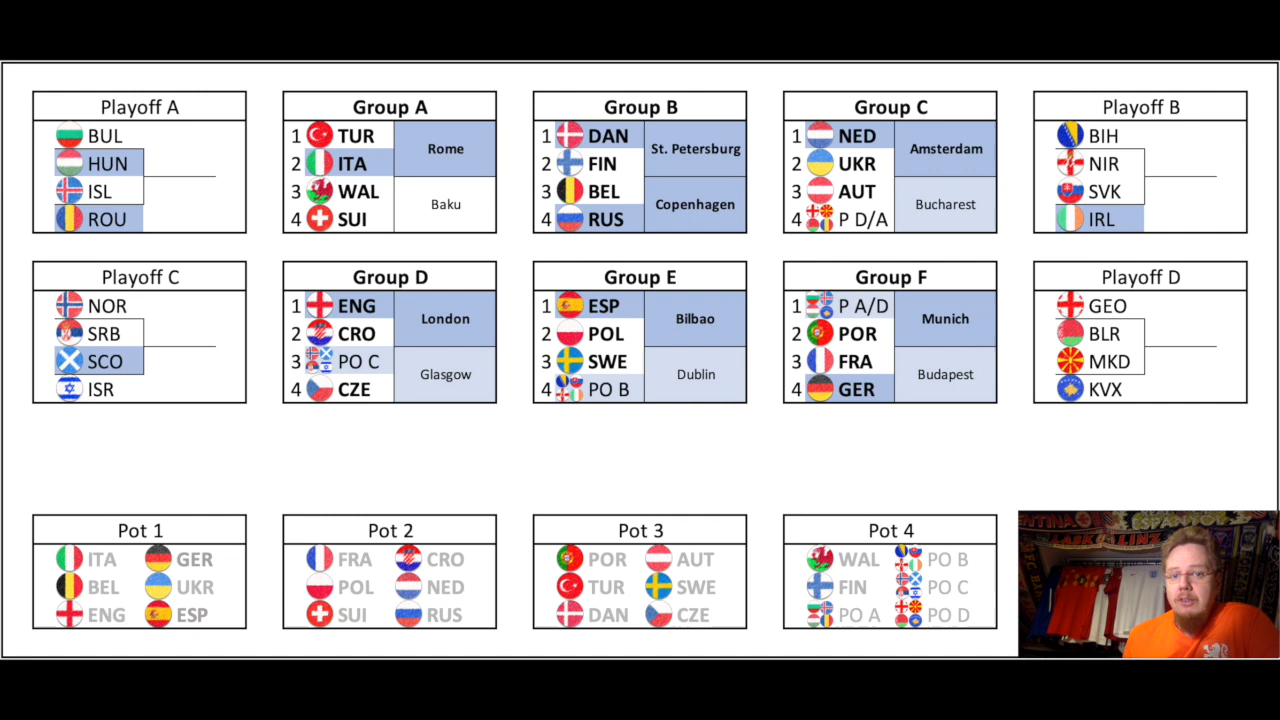 Playoff A
BUL
HUN
ISL
ROU
Group A
1 TUR
2 ITA
3 WAL
4 SUI
Rome
Baku
Group B
1 DAN
2 FIN
3 BEL
4 RUS
St. Petersburg
Copenhagen
Group C
1 NED
2 UKR
3 AUT
4 P D/A
Amsterdam
Bucharest
Playoff B
BIH
NIR
SVK
IRL
Playoff C
NOR
SRB
SCO
ISR
Group D
1 ENG
2 CRO
3 PO C
4 CZE
London
Glasgow
Group E
1 ESP
2 POL
3 SWE
4 PO B
Bilbao
Dublin
Group F
1 P A/D
2 POR
3 FRA
4 GER
Munich
Budapest
Playoff D
GEO
BLR
MKD
KVX
Pot 1
ITA GER
BEL UKR
ENG ESP
Pot 2
FRA CRO
POL NED
SUI RUS
Pot 3
POR AUT
TUR SWE
DAN CZE
Pot 4
WAL PO B
FIN PO C
PO A PO D
ESPANYOL
LASK LINZ